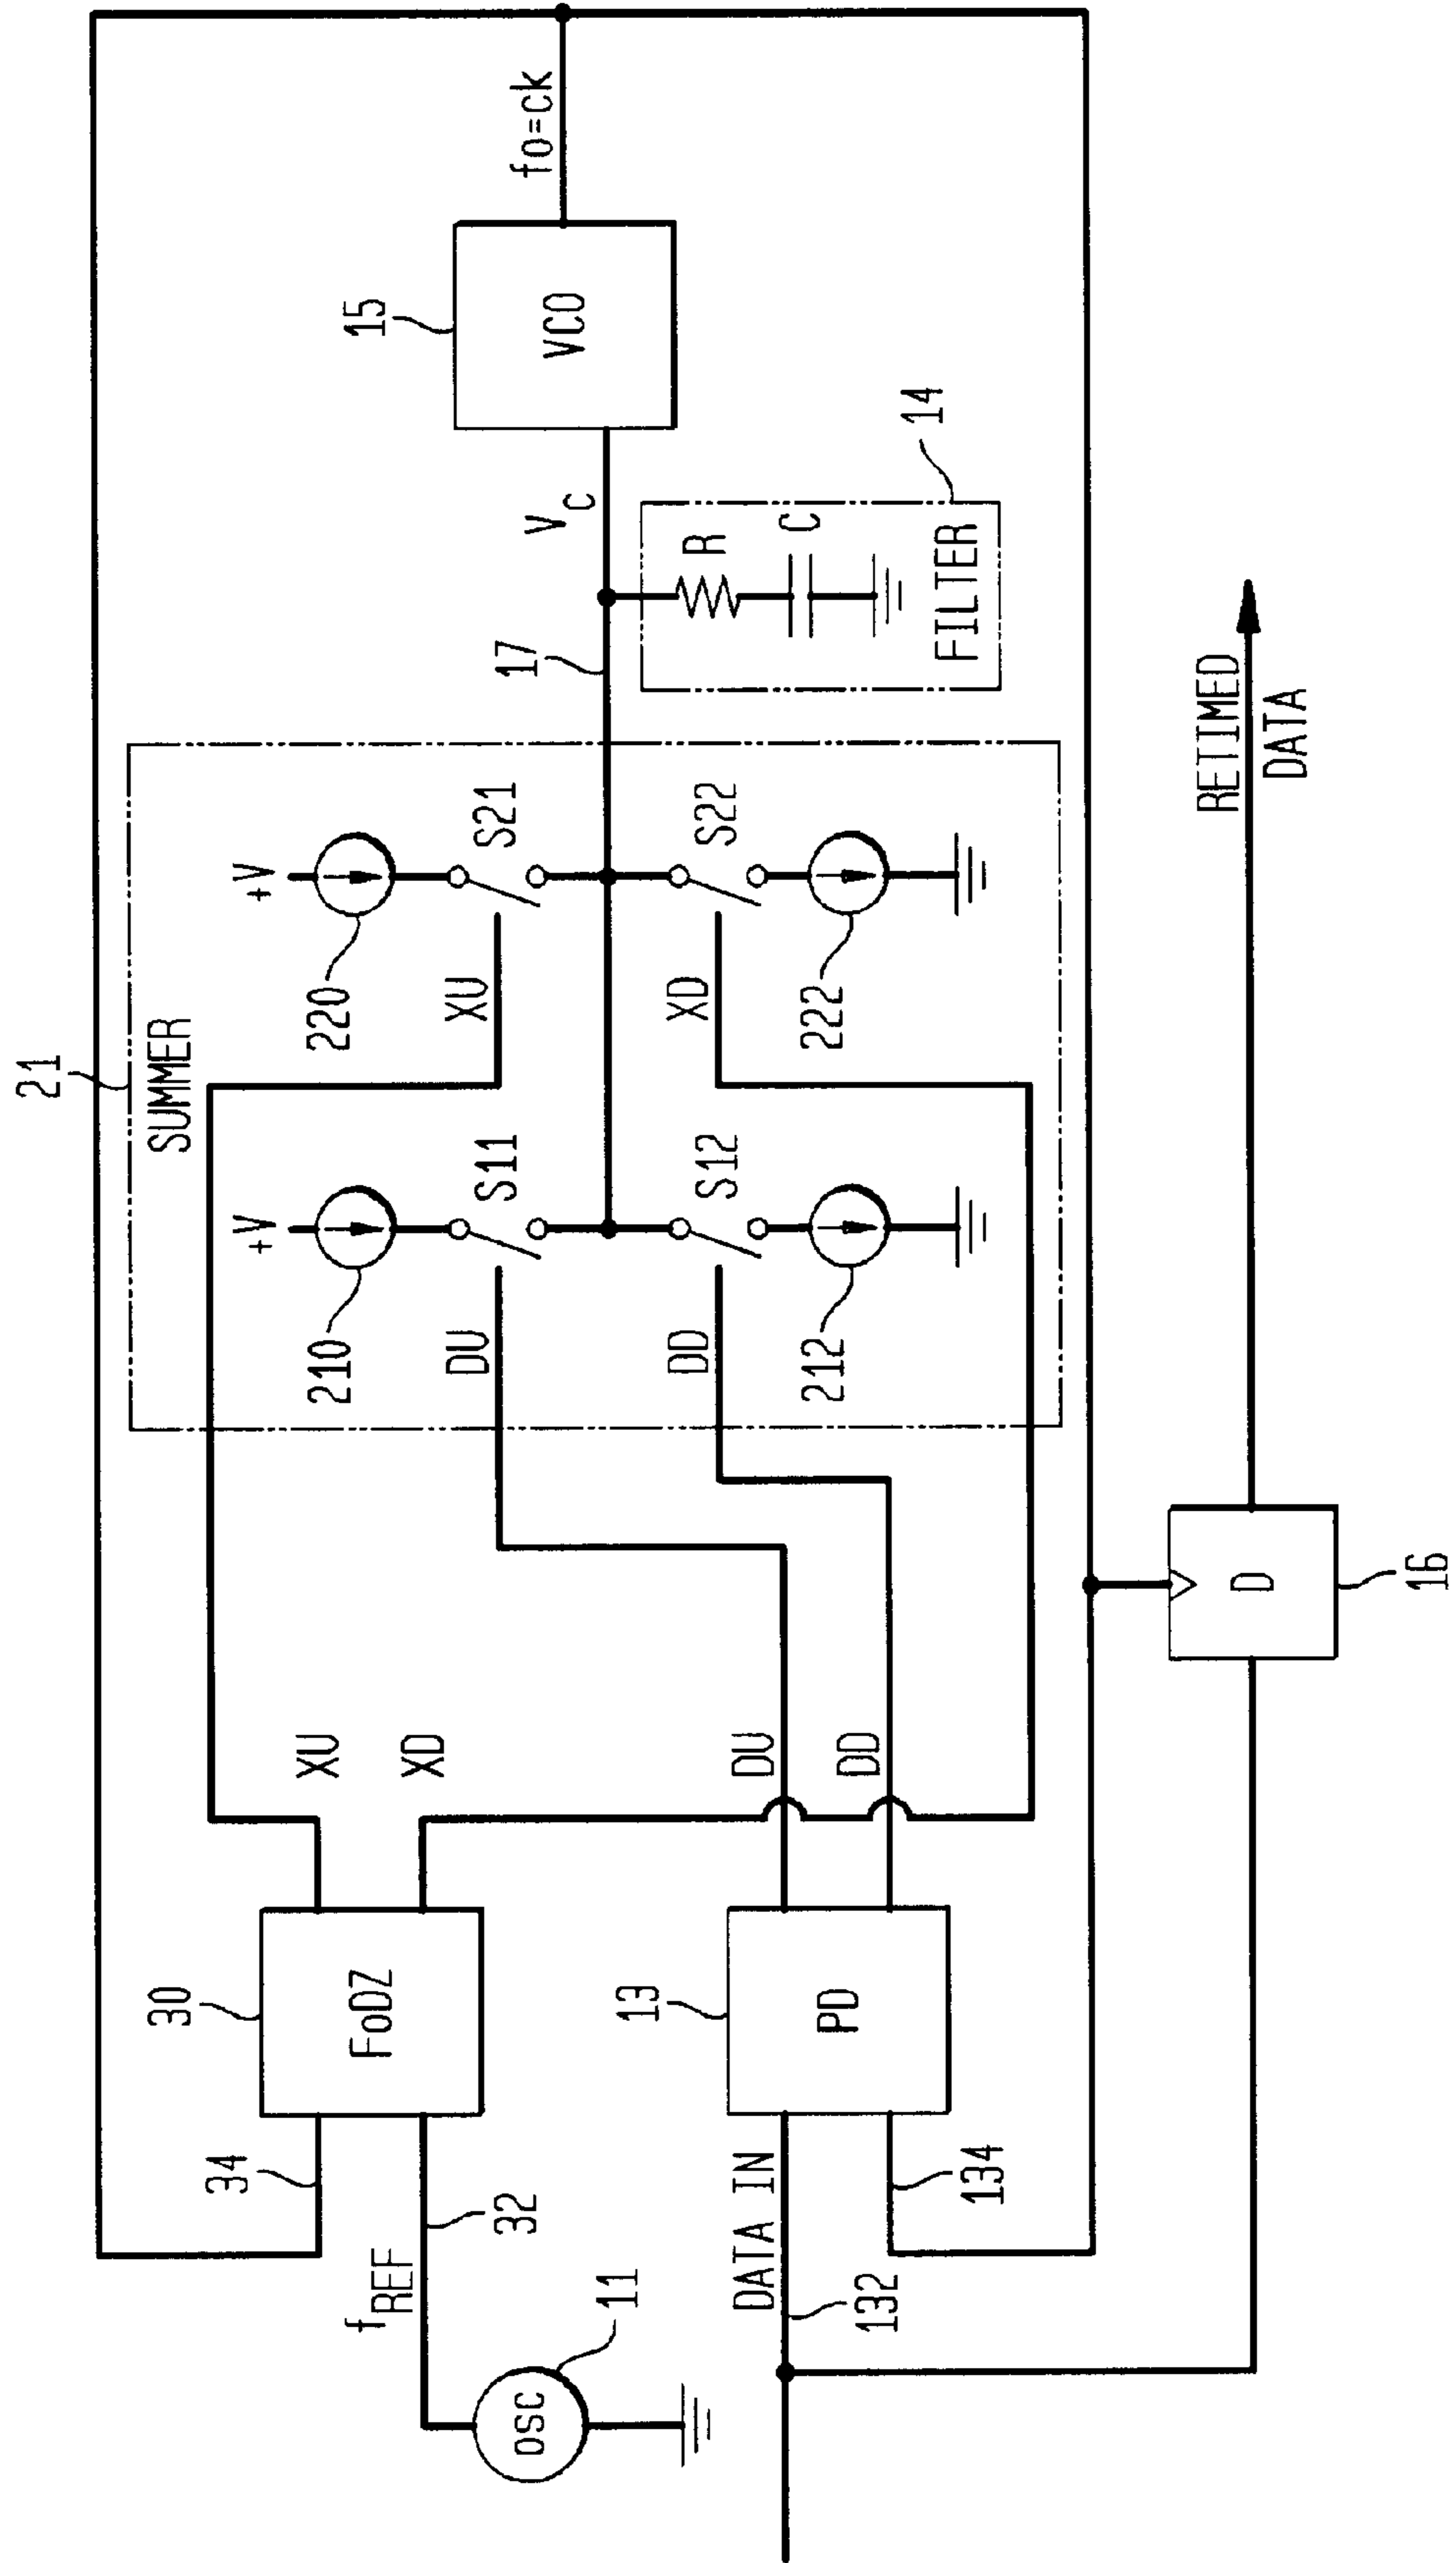 21
SUMMER
34
30
FoDZ
XU
XD
fREF
32
OSC
11
+V
210
S11
DU
DD
S12
212
+V
220
S21
XU
XD
S22
222
17
VC
R
C
FILTER
14
15
VCO
fo=ck
DATA IN
132
134
13
PD
DU
DD
D
16
RETIMED
DATA